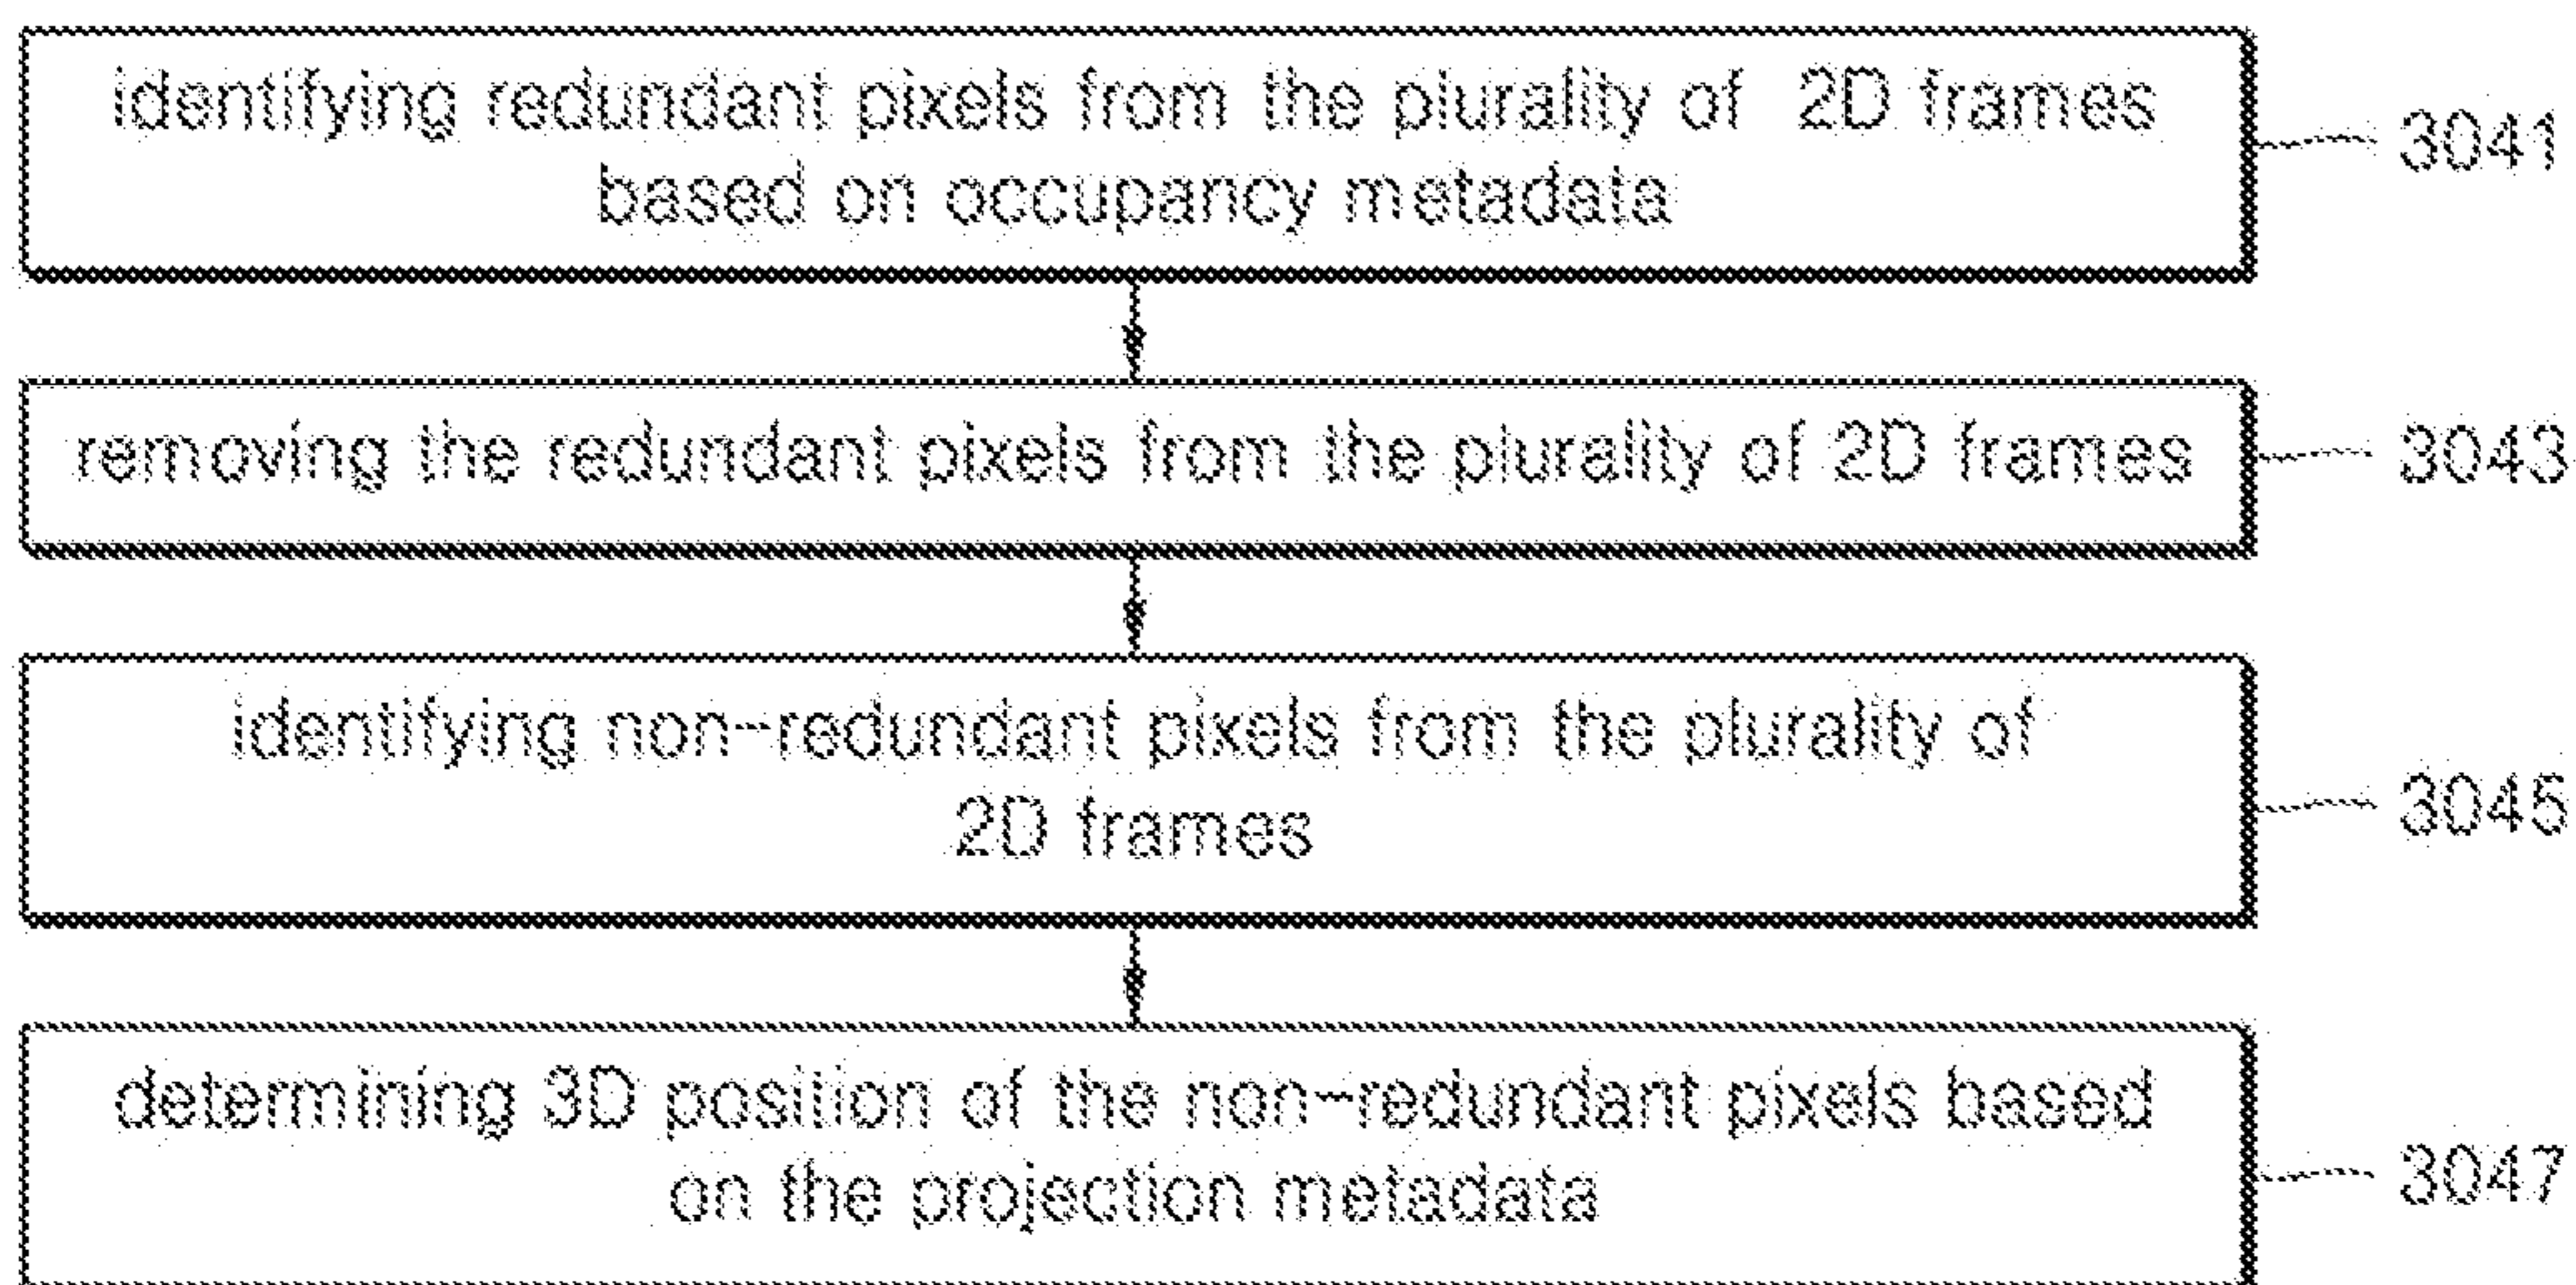 identifying redundant pixels from the plurality of 2D frames
based on occupancy metadata
3041
removing the redundant pixels from the plurality of 2D frames
3043
identifying non-redundant pixels from the plurality of
2D frames
3045
determining 3D position of the non-redundant pixels based
on the projection metadata
3047